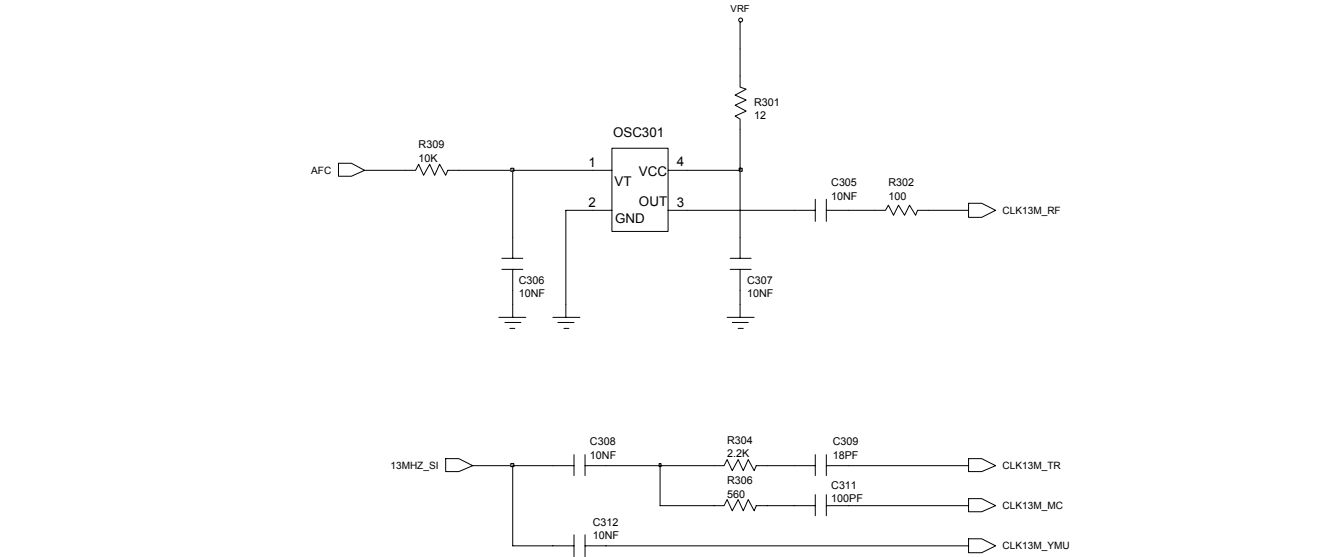 VRF
R301
12
OSC301
R309
10K
AFC
1
4
VCC
VT
2
OUT
3
GND
C305
10NF
R302
100
CLK13M_RF
C306
10NF
C307
10NF
13MHZ_SI
C308
10NF
R304
2.2K
C309
18PF
CLK13M_TR
R306
560
C311
100PF
CLK13M_MC
C312
10NF
CLK13M_YMU